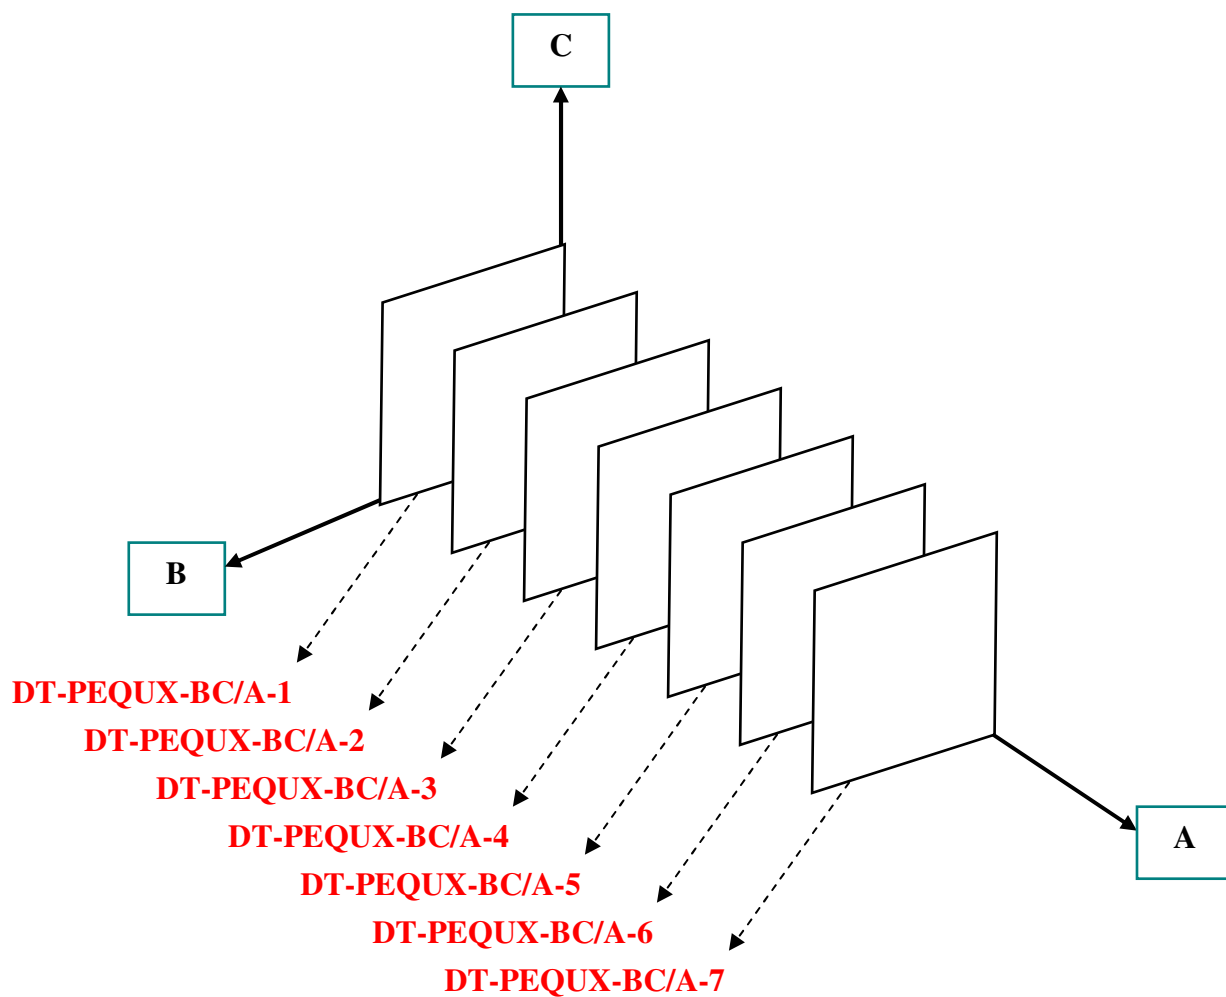 C
B
DT-PEQUX-BC/A-1
DT-PEQUX-BC/A-2
DT-PEQUX-BC/A-3
A
DT-PEQUX-BC/A-4
DT-PEQUX-BC/A-5
DT-PEQUX-BC/A-6
DT-PEQUX-BC/A-7